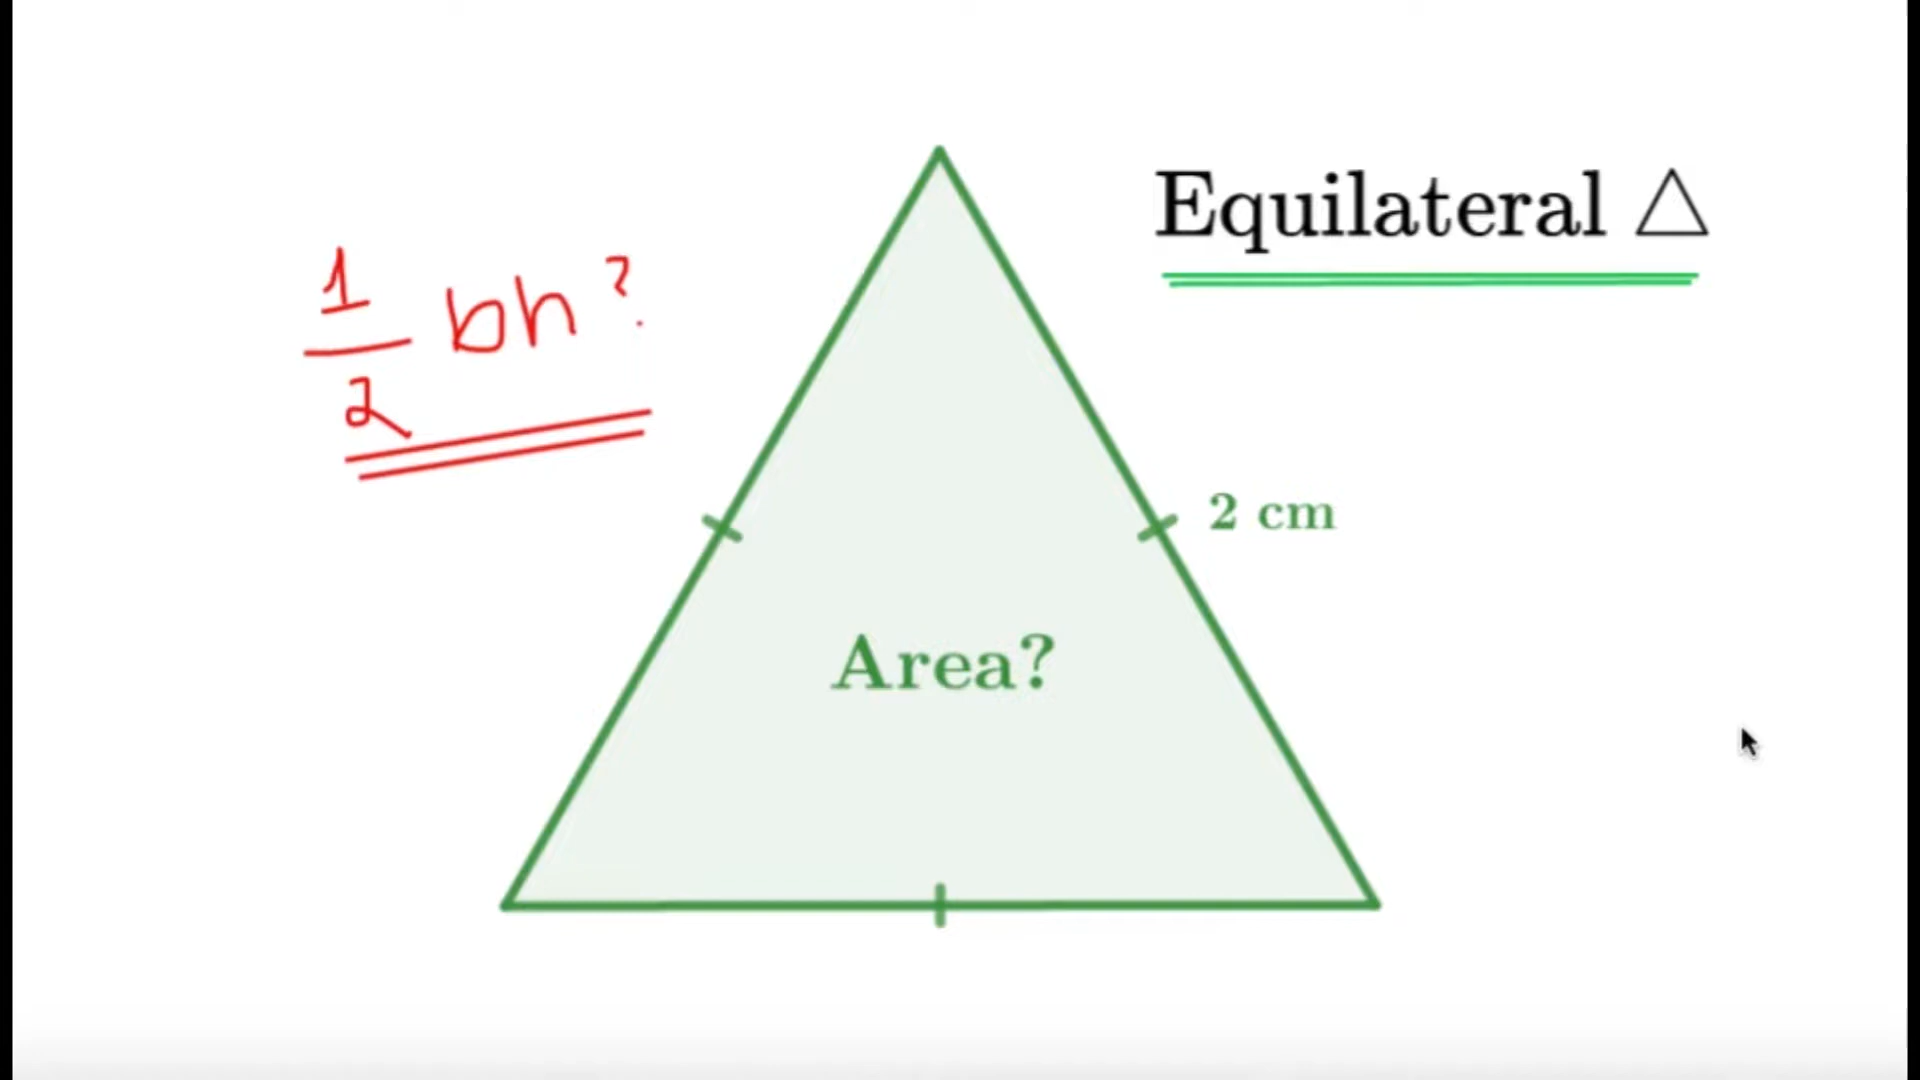 Equilateral △
1/2 bh?
2 cm
Area?